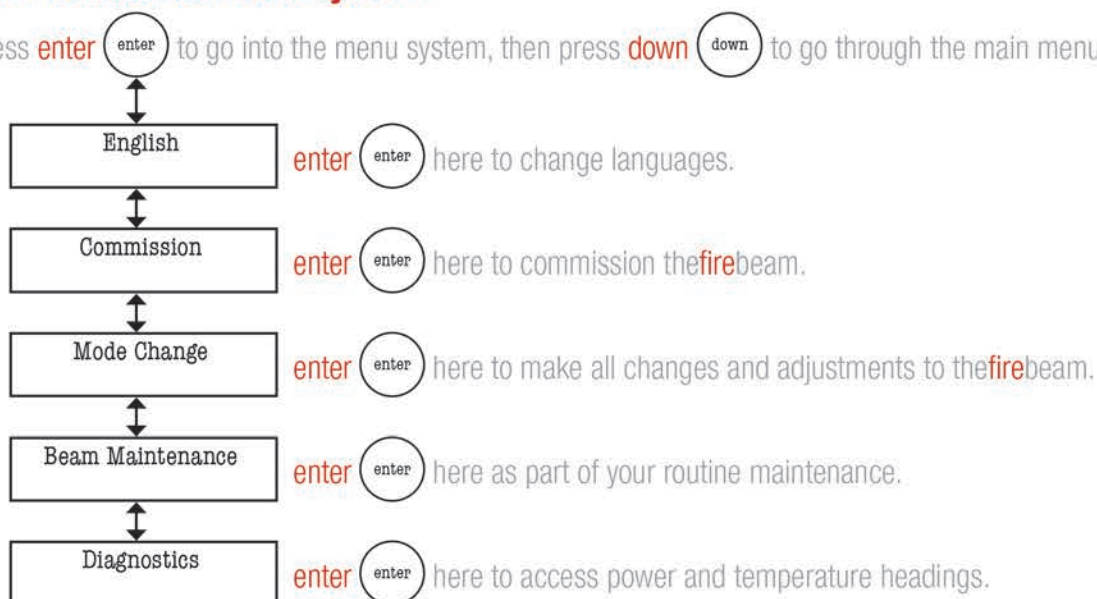 enter enter to go into the menu system, then press down down to go through the main menu
English
enter enter here to change languages.
Commission
enter enter here to commission thefirebeam.
Mode Change
enter enter here to make all changes and adjustments to thefirebeam.
Beam Maintenance
enter enter here as part of your routine maintenance.
Diagnostics
enter enter here to access power and temperature headings.